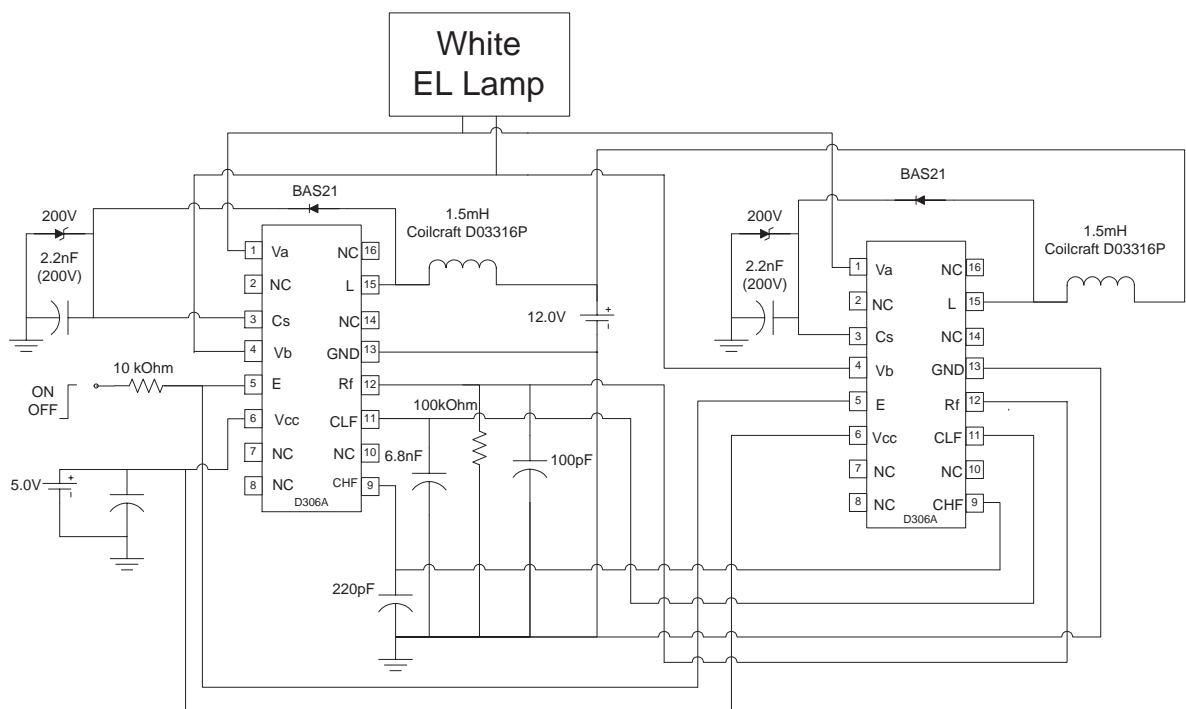 White
EL Lamp
BAS21
200V
2.2nF
(200V)
1.5mH
Coilcraft D03316P
1 Va
2 NC
3 Cs
4 Vb
5 E
6 Vcc
7 NC
8 NC
NC 16
L 15
NC 14
GND 13
Rf 12
CLF 11
NC 10
CHF 9
D306A
12.0V
+
-
10 kOhm
ON
OFF
5.0V
+
-
100kOhm
6.8nF
100pF
220pF
BAS21
200V
2.2nF
(200V)
1.5mH
Coilcraft D03316P
1 Va
2 NC
3 Cs
4 Vb
5 E
6 Vcc
7 NC
8 NC
NC 16
L 15
NC 14
GND 13
Rf 12
CLF 11
NC 10
CHF 9
D306A